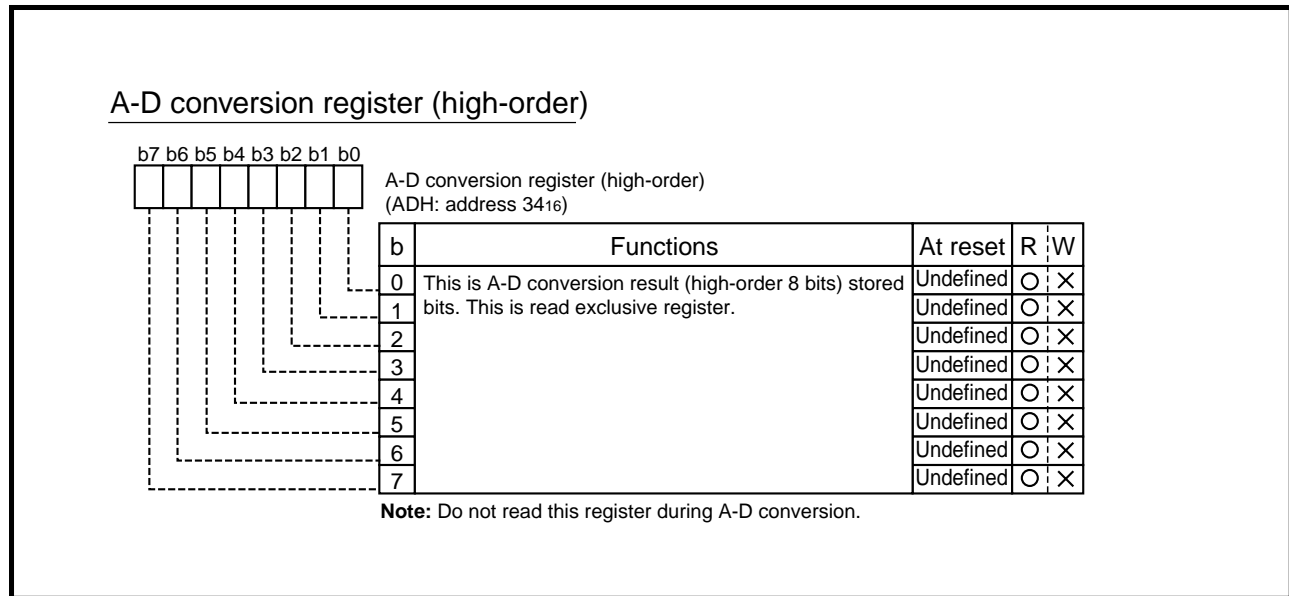 A-D conversion register (high-order)
b7 b6 b5 b4 b3 b2 b1 b0
A-D conversion register (high-order)
(ADH: address 3416)
b Functions At reset R W
0 This is A-D conversion result (high-order 8 bits) stored Undefined ○ ×
1 bits. This is read exclusive register. Undefined ○ ×
2 Undefined ○ ×
3 Undefined ○ ×
4 Undefined ○ ×
5 Undefined ○ ×
6 Undefined ○ ×
7 Undefined ○ ×
Note: Do not read this register during A-D conversion.